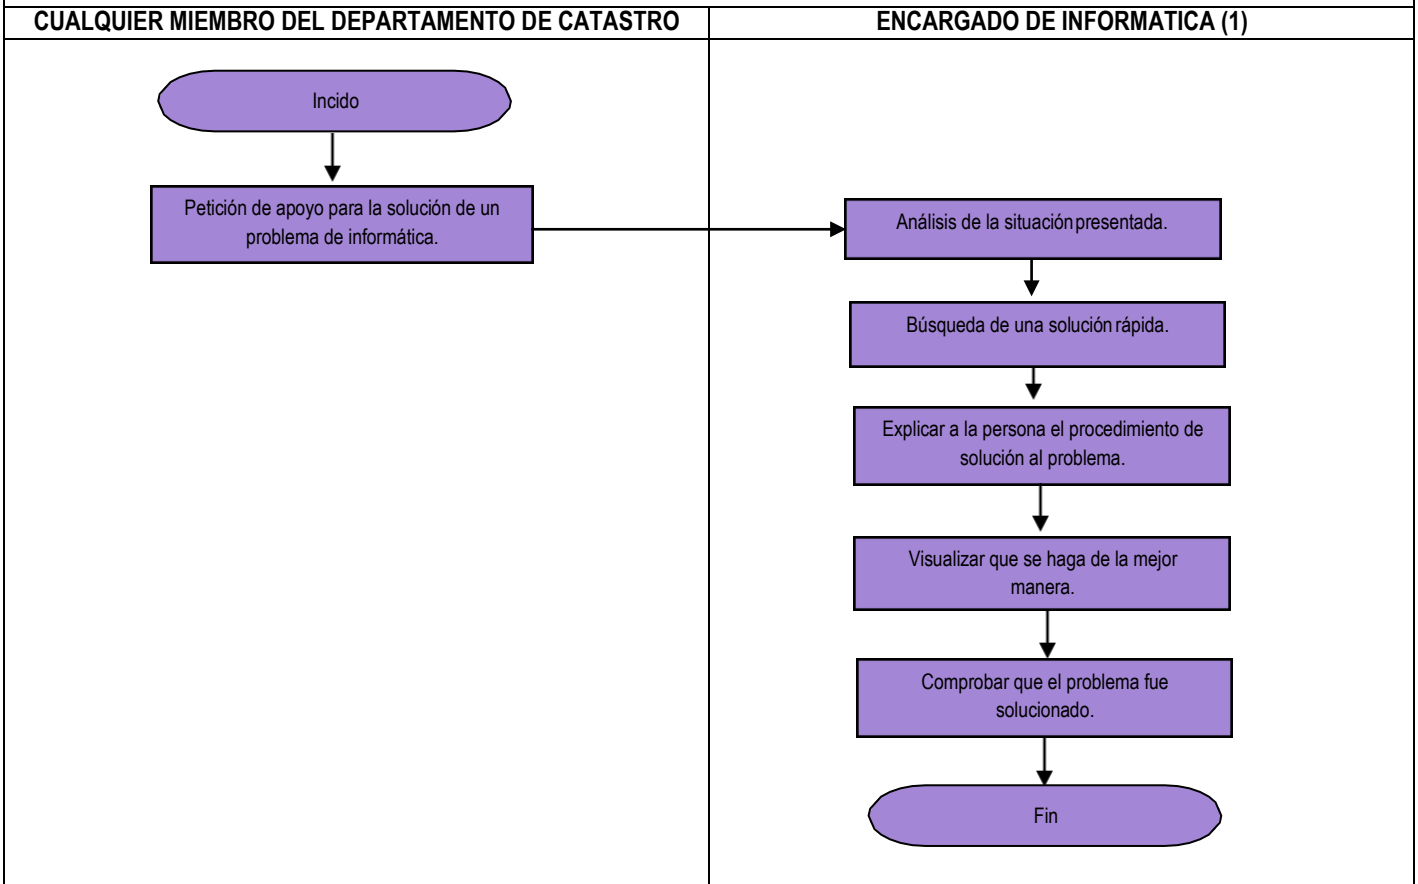 CUALQUIER MIEMBRO DEL DEPARTAMENTO DE CATASTRO
ENCARGADO DE INFORMATICA (1)
Incido
Petición de apoyo para la solución de un
problema de informática.
Análisis de la situación presentada.
Búsqueda de una solución rápida.
Explicar a la persona el procedimiento de
solución al problema.
Visualizar que se haga de la mejor
manera.
Comprobar que el problema fue
solucionado.
Fin